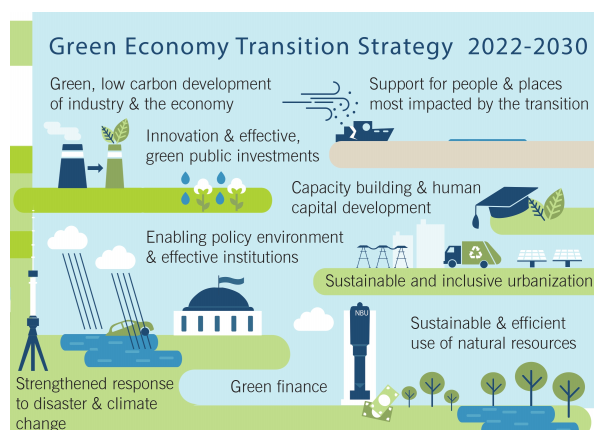 Green Economy Transition Strategy 2022-2030
Green, low carbon development
of industry & the economy
Support for people & places
most impacted by the transition
Innovation & effective,
green public investments
Capacity building & human
capital development
Enabling policy environment
& effective institutions
Sustainable and inclusive urbanization
NBU
Sustainable & efficient
use of natural resources
Strengthened response
to disaster & climate
change
Green finance